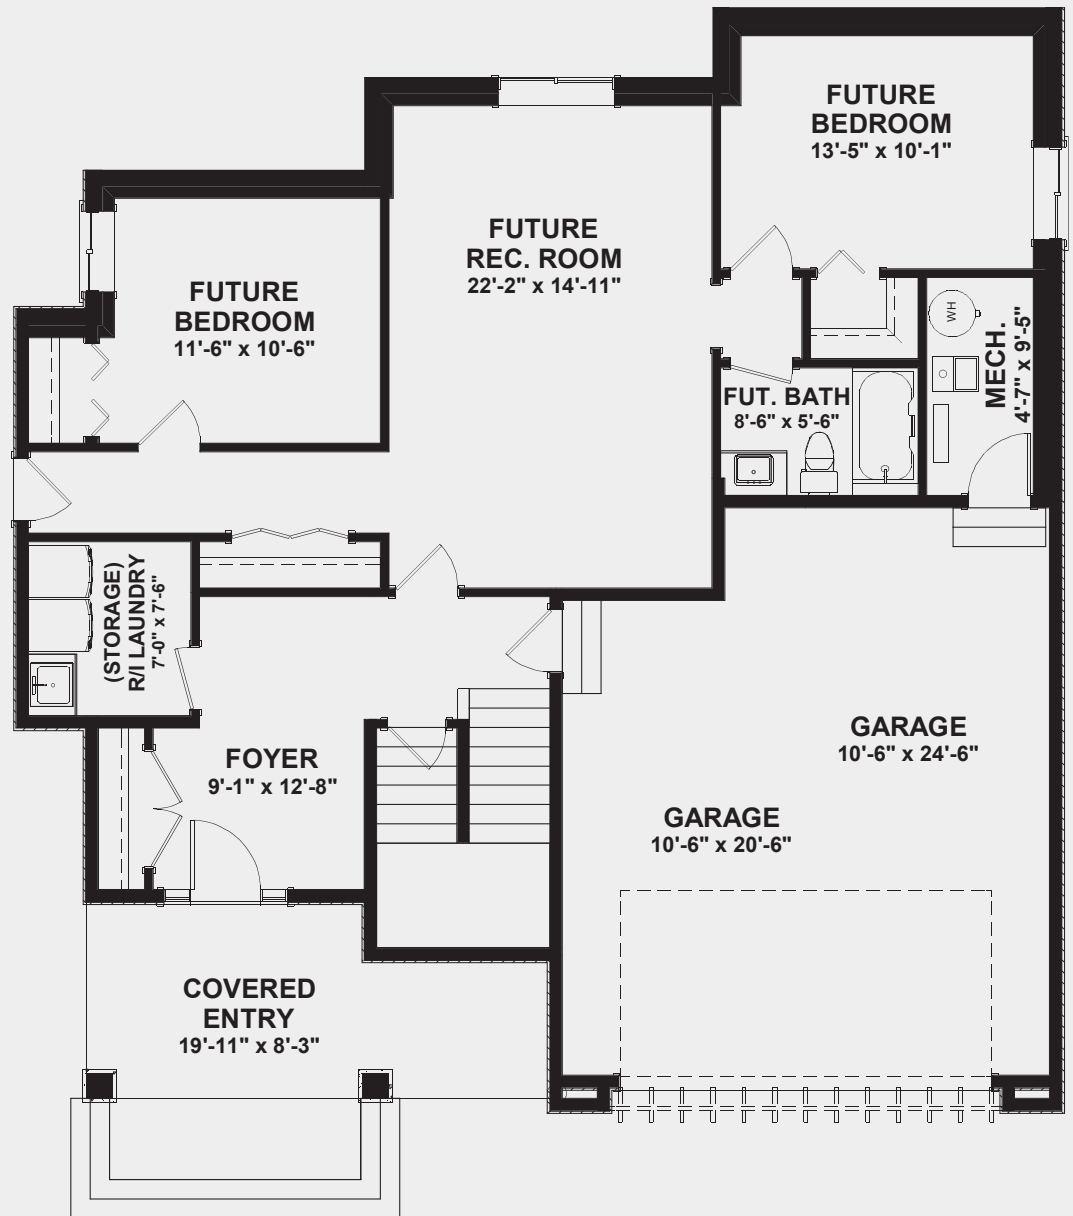 FUTURE
BEDROOM
13'-5" x 10'-1"
FUTURE
REC. ROOM
22'-2" x 14'-11"
FUTURE
BEDROOM
11'-6" x 10'-6"
WH
MECH.
4'-7" x 9'-5"
FUT. BATH
8'-6" x 5'-6"
(STORAGE)
R/I LAUNDRY
7'-0" x 7'-6"
FOYER
9'-1" x 12'-8"
GARAGE
10'-6" x 24'-6"
GARAGE
10'-6" x 20'-6"
COVERED
ENTRY
19'-11" x 8'-3"